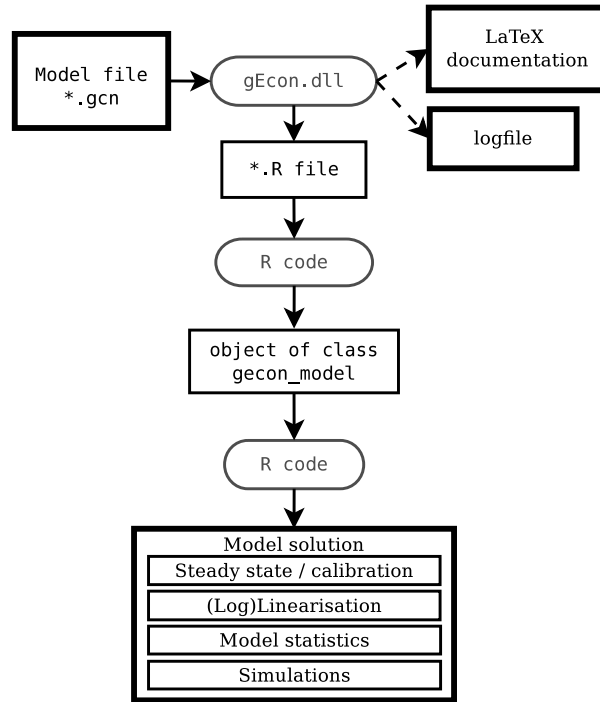 Model file
*.gcn
gEcon.dll
LaTeX
documentation
logfile
*.R file
R code
object of class
gecon_model
R code
Model solution
Steady state / calibration
(Log)Linearisation
Model statistics
Simulations